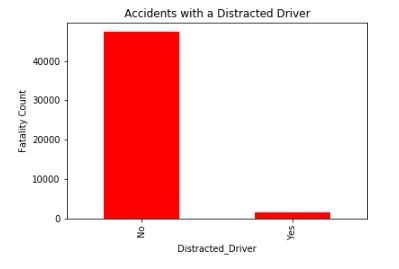 Accidents with a Distracted Driver
Fatality Count
40000
30000
20000
10000
0
No
Yes
Distracted_Driver